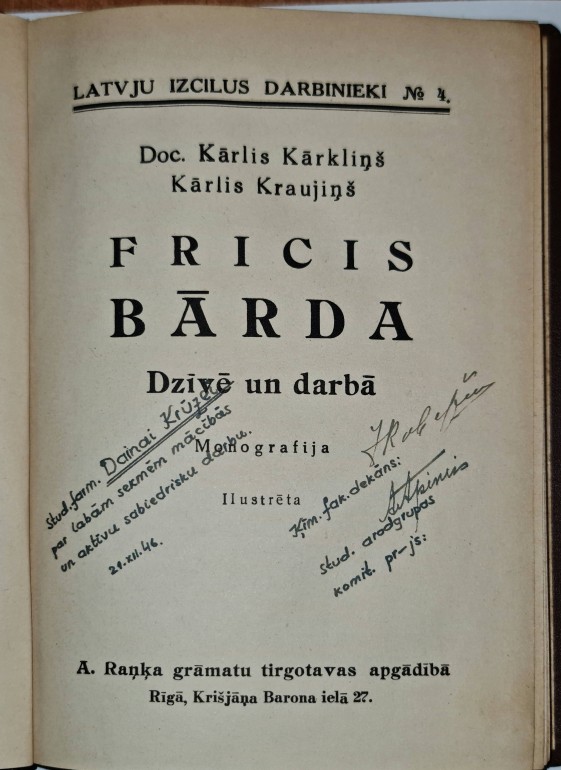 LATVJU IZCILUS DARBINIEKI № 4.
Doc. Kārlis Kārkliņš
Kārlis Kraujiņš
FRICIS
BĀRDA
Dzīvē un darbā
Monografija
Ilustrēta
Stud. farm. Dainai Krūzei
par labām sekmēm mācībās
un aktīvu sabiedrisku darbu.
21.XII.46.
Ķīm. fak. dekāns:
stud. arodgrupas
komit. pr-js:
A. Raņķa grāmatu tirgotavas apgādībā
Rīgā, Krišjāņa Barona ielā 27.